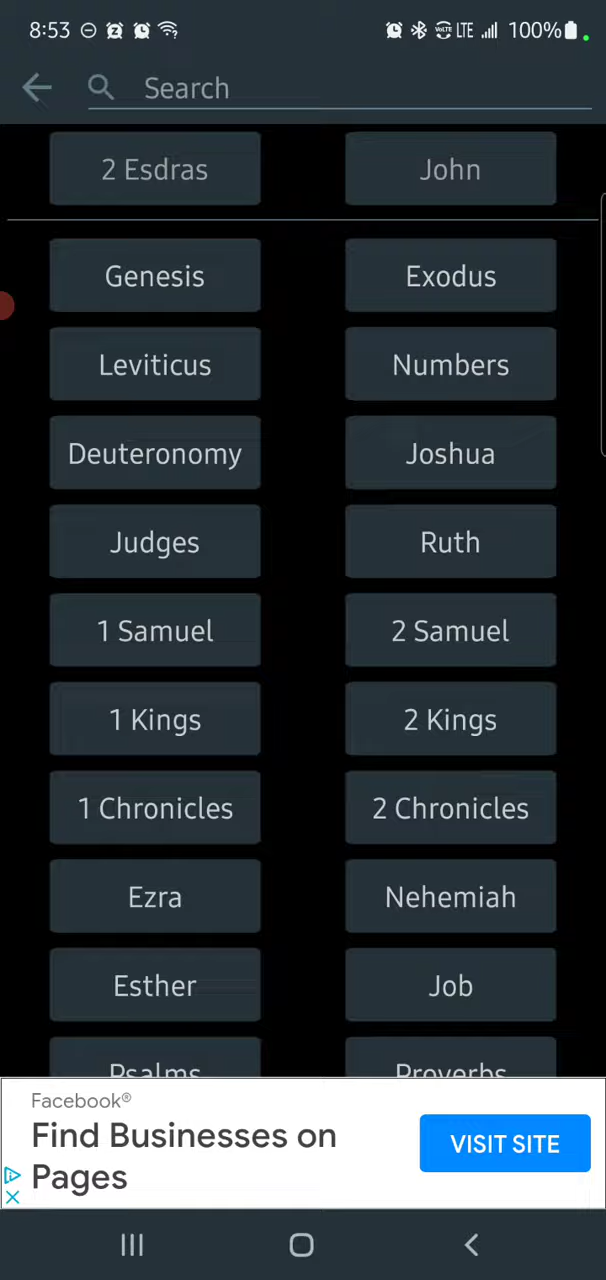 8:53 LTE 100%
Search
2 Esdras John
Genesis Exodus
Leviticus Numbers
Deuteronomy Joshua
Judges Ruth
1 Samuel 2 Samuel
1 Kings 2 Kings
1 Chronicles 2 Chronicles
Ezra Nehemiah
Esther Job
Psalms Proverbs
Facebook®
Find Businesses on
Pages
VISIT SITE